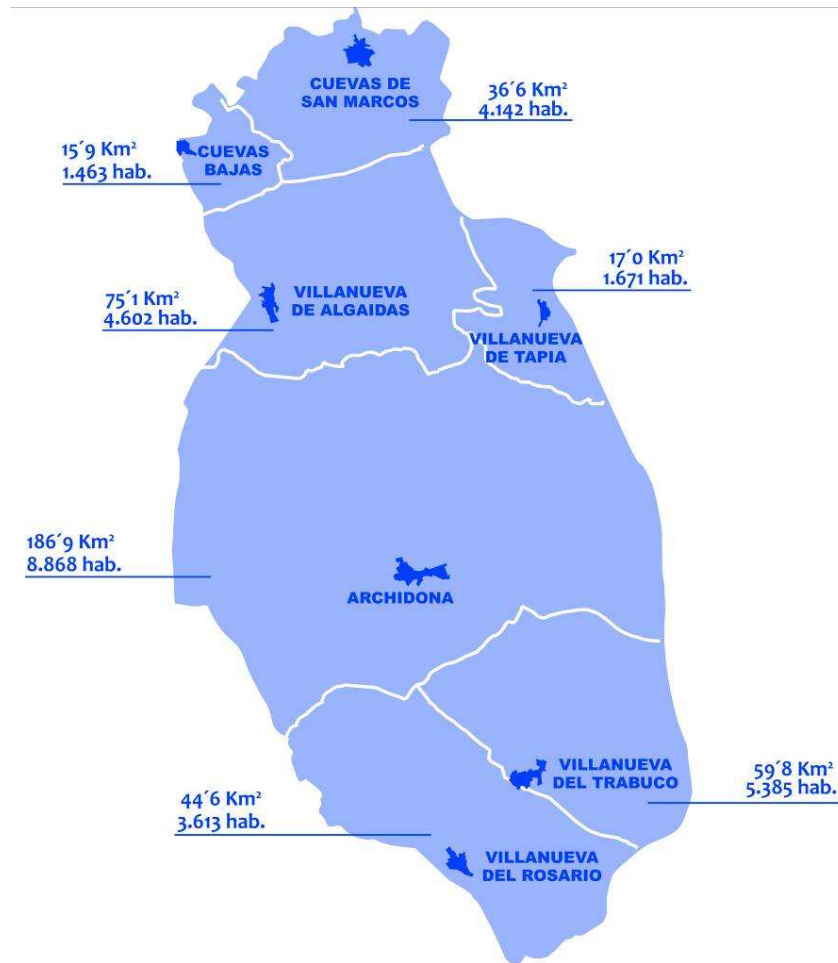 CUEVAS DE
SAN MARCOS
36´6 Km²
4.142 hab.
15´9 Km²
1.463 hab.
CUEVAS
BAJAS
17´0 Km²
1.671 hab.
75´1 Km²
4.602 hab.
VILLANUEVA
DE ALGAIDAS
VILLANUEVA
DE TAPIA
186´9 Km²
8.868 hab.
ARCHIDONA
VILLANUEVA
DEL TRABUCO
59´8 Km²
5.385 hab.
44´6 Km²
3.613 hab.
VILLANUEVA
DEL ROSARIO